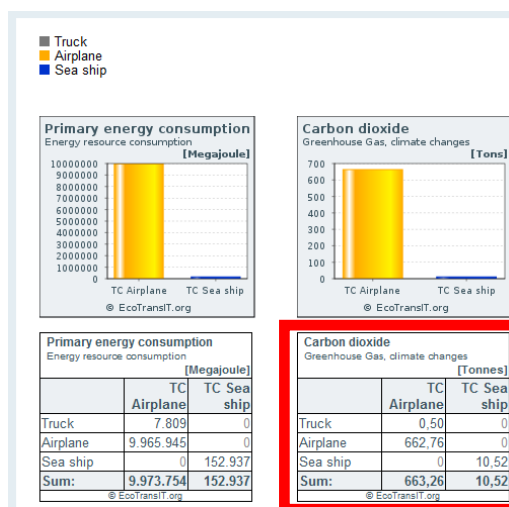 Truck
Airplane
Sea ship
Primary energy consumption
Energy resource consumption
[Megajoule]
10000000
9000000
8000000
7000000
6000000
5000000
4000000
3000000
2000000
1000000
0
TC Airplane TC Sea ship
© EcoTransIT.org
Carbon dioxide
Greenhouse Gas, climate changes
[Tons]
700
600
500
400
300
200
100
0
TC Airplane TC Sea ship
© EcoTransIT.org
Primary energy consumption
Energy resource consumption
[Megajoule]
TC Airplane TC Sea ship
Truck 7.809 0
Airplane 9.965.945 0
Sea ship 0 152.937
Sum: 9.973.754 152.937
© EcoTransIT.org
Carbon dioxide
Greenhouse Gas, climate changes
[Tonnes]
TC Airplane TC Sea ship
Truck 0,50 0
Airplane 662,76 0
Sea ship 0 10,52
Sum: 663,26 10,52
© EcoTransIT.org